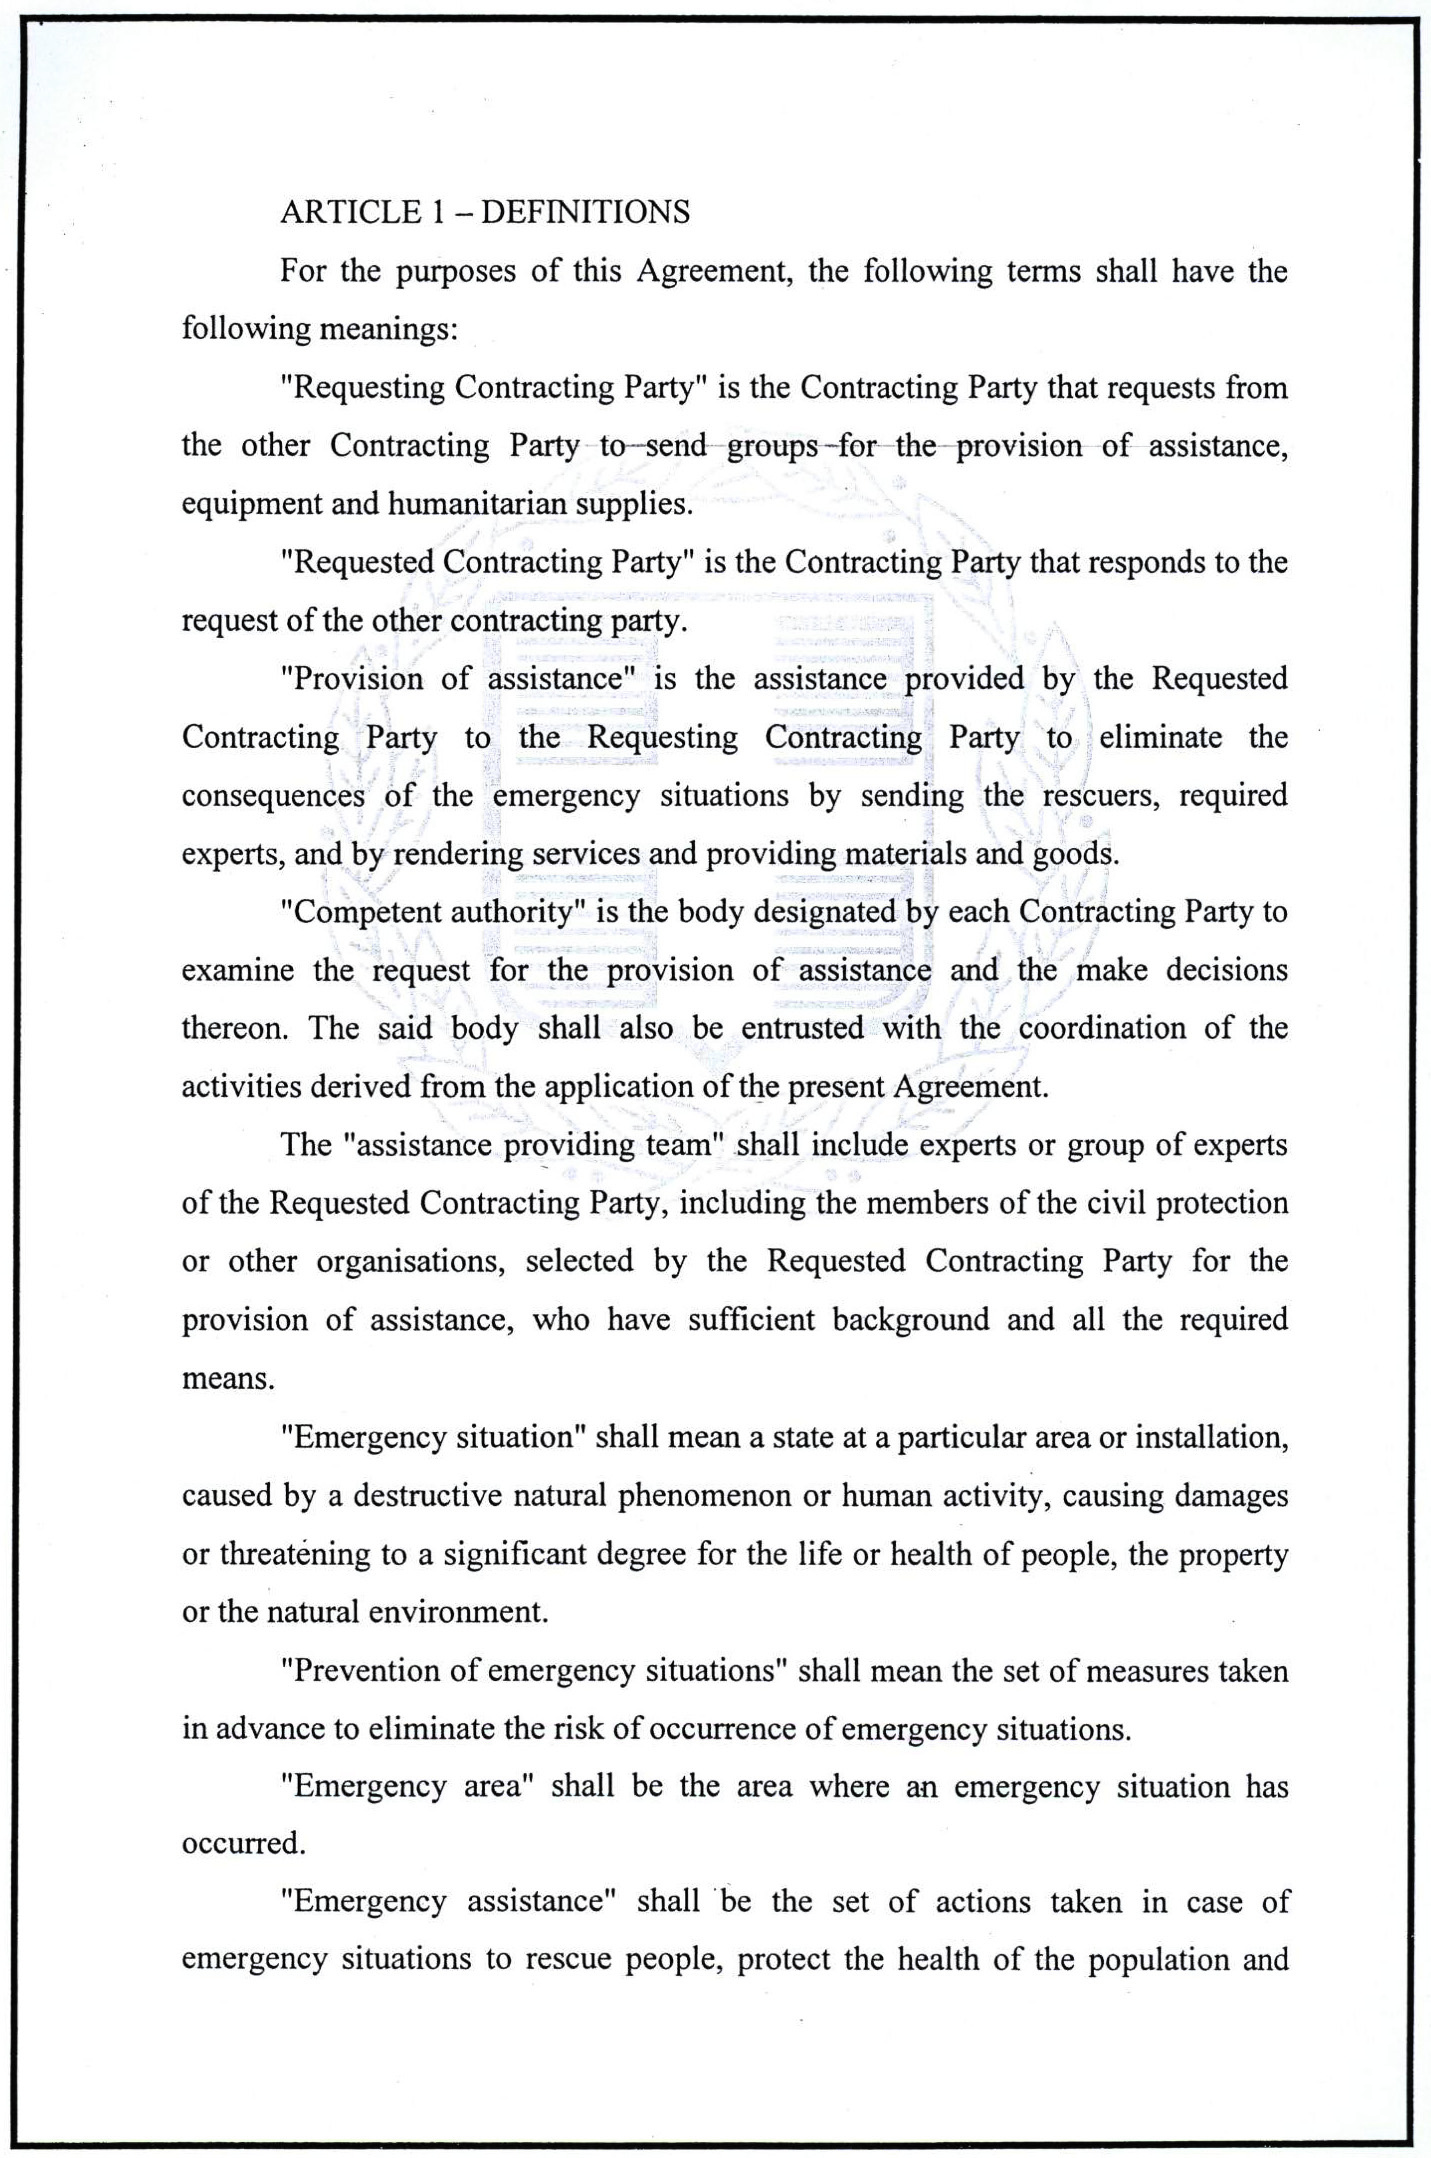 ARTICLE 1 – DEFINITIONS
For the purposes of this Agreement, the following terms shall have the
following meanings:
"Requesting Contracting Party" is the Contracting Party that requests from
the other Contracting Party to send groups for the provision of assistance,
equipment and humanitarian supplies.
"Requested Contracting Party" is the Contracting Party that responds to the
request of the other contracting party.
"Provision of assistance" is the assistance provided by the Requested
Contracting Party to the Requesting Contracting Party to eliminate the
consequences of the emergency situations by sending the rescuers, required
experts, and by rendering services and providing materials and goods.
"Competent authority" is the body designated by each Contracting Party to
examine the request for the provision of assistance and the make decisions
thereon. The said body shall also be entrusted with the coordination of the
activities derived from the application of the present Agreement.
The "assistance providing team" shall include experts or group of experts
of the Requested Contracting Party, including the members of the civil protection
or other organisations, selected by the Requested Contracting Party for the
provision of assistance, who have sufficient background and all the required
means.
"Emergency situation" shall mean a state at a particular area or installation,
caused by a destructive natural phenomenon or human activity, causing damages
or threatening to a significant degree for the life or health of people, the property
or the natural environment.
"Prevention of emergency situations" shall mean the set of measures taken
in advance to eliminate the risk of occurrence of emergency situations.
"Emergency area" shall be the area where an emergency situation has
occurred.
"Emergency assistance" shall be the set of actions taken in case of
emergency situations to rescue people, protect the health of the population and